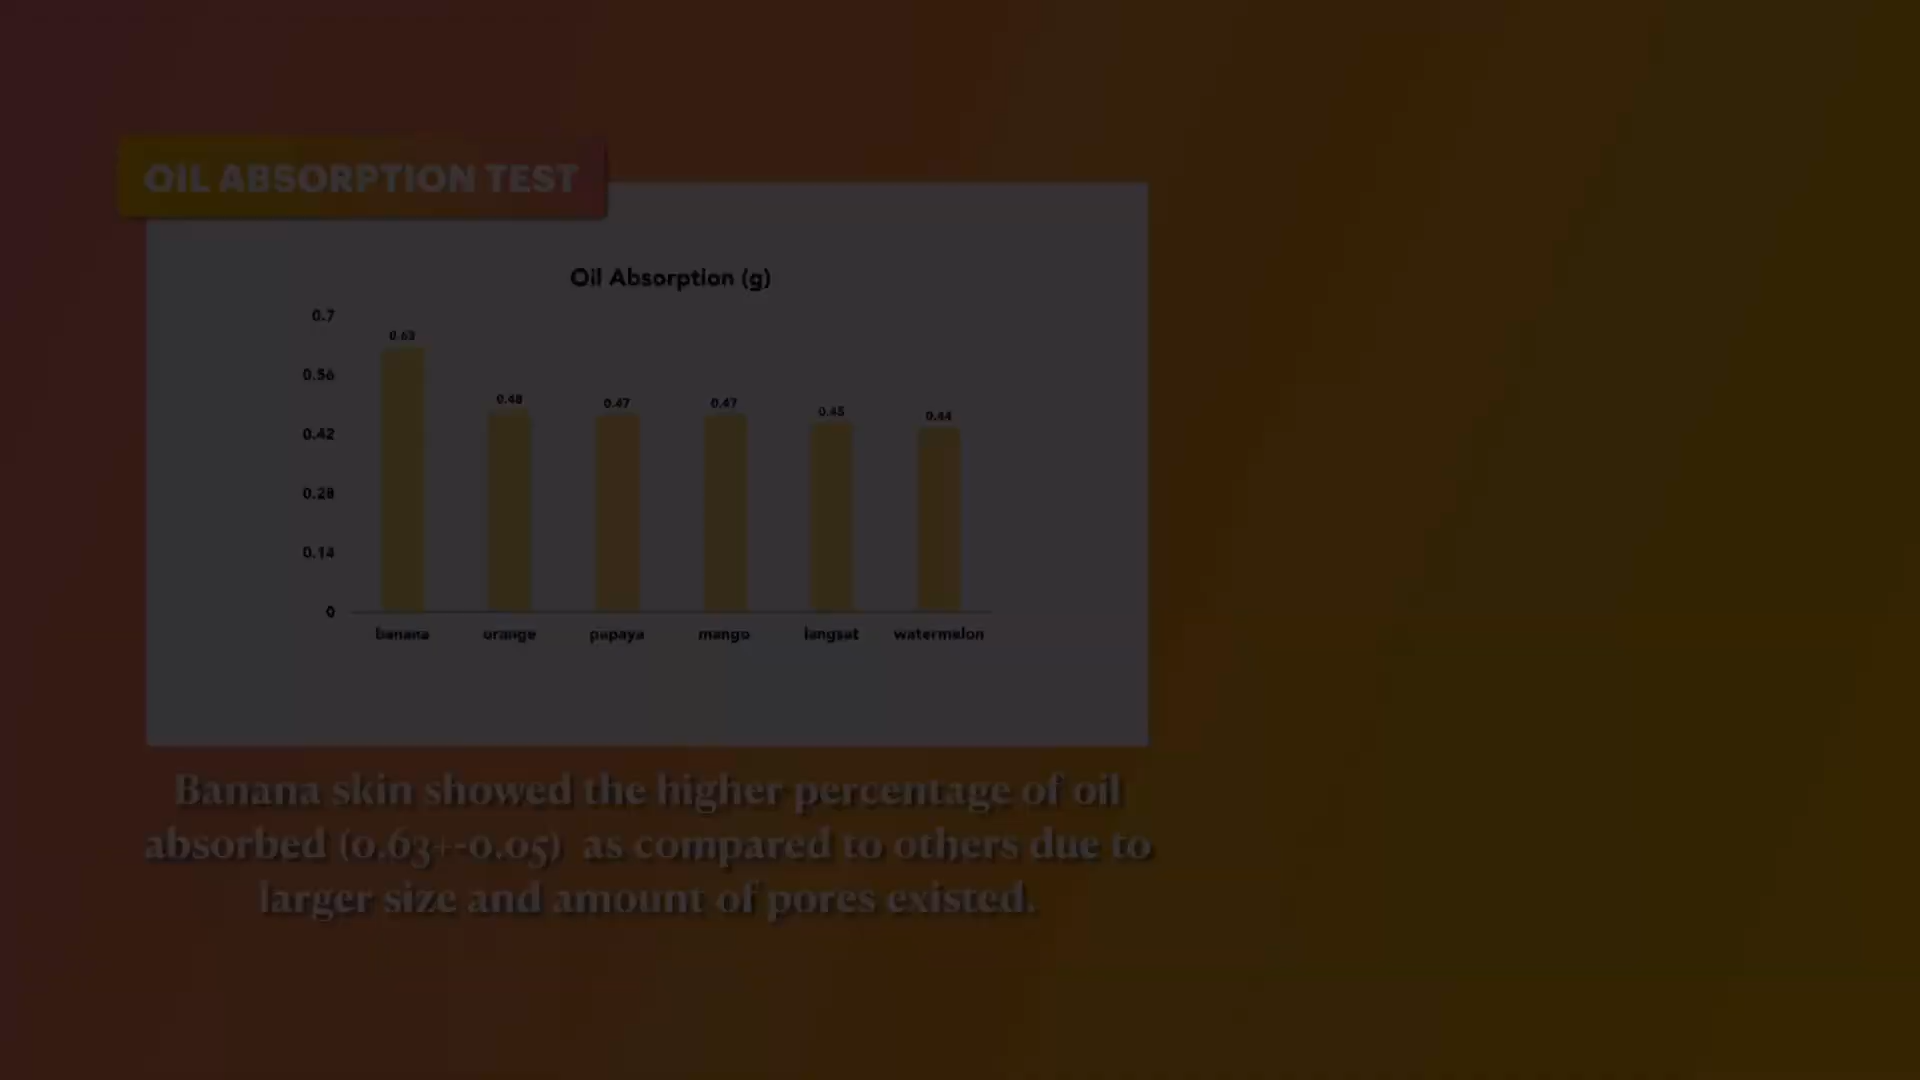 OIL ABSORPTION TEST
Oil Absorption (g)
0.7
0.63
0.56
0.48
0.47
0.47
0.45
0.44
0.42
0.28
0.14
0
banana orange papaya mango langsat watermelon
Banana skin showed the higher percentage of oil
absorbed (0.63+-0.05) as compared to others due to
larger size and amount of pores existed.